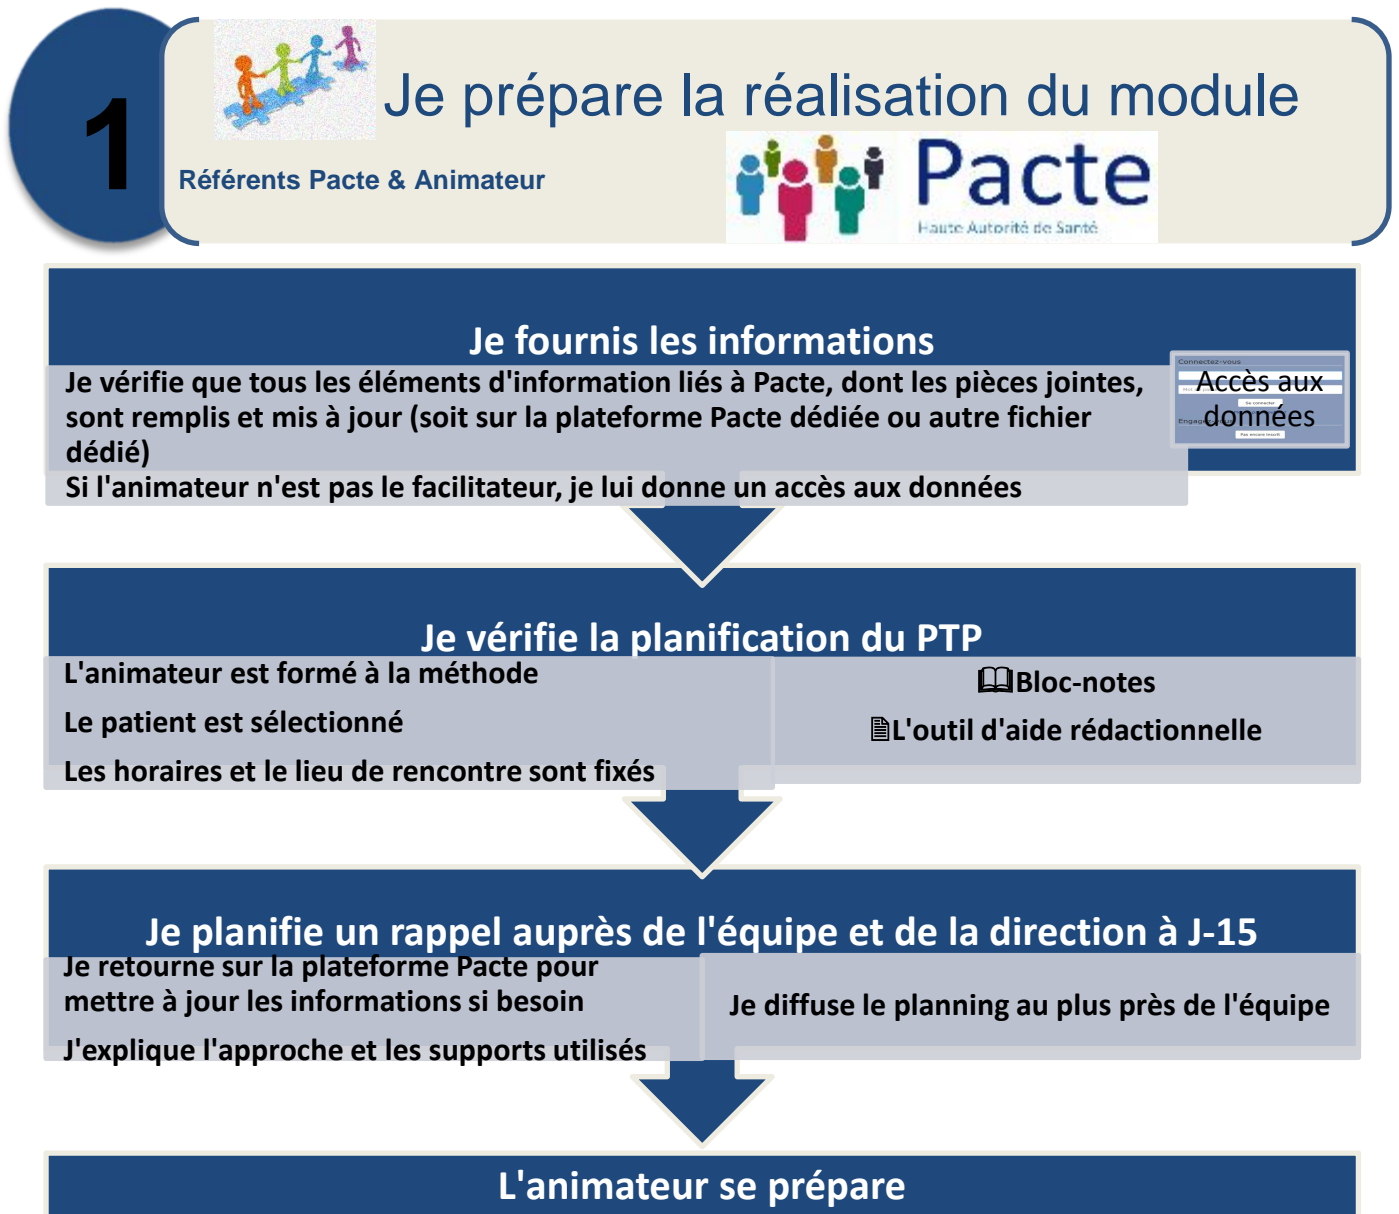 1
Je prépare la réalisation du module
Référents Pacte & Animateur
Pacte
Haute Autorité de Santé
Je fournis les informations
Je vérifie que tous les éléments d'information liés à Pacte, dont les pièces jointes,
sont remplis et mis à jour (soit sur la plateforme Pacte dédiée ou autre fichier
dédié)
Si l'animateur n'est pas le facilitateur, je lui donne un accès aux données
Connectez-vous
Accès aux
données
Se connecter
Pas encore inscrit
Je vérifie la planification du PTP
L'animateur est formé à la méthode
Le patient est sélectionné
Les horaires et le lieu de rencontre sont fixés
Bloc-notes
L'outil d'aide rédactionnelle
Je planifie un rappel auprès de l'équipe et de la direction à J-15
Je retourne sur la plateforme Pacte pour
mettre à jour les informations si besoin
J'explique l'approche et les supports utilisés
Je diffuse le planning au plus près de l'équipe
L'animateur se prépare